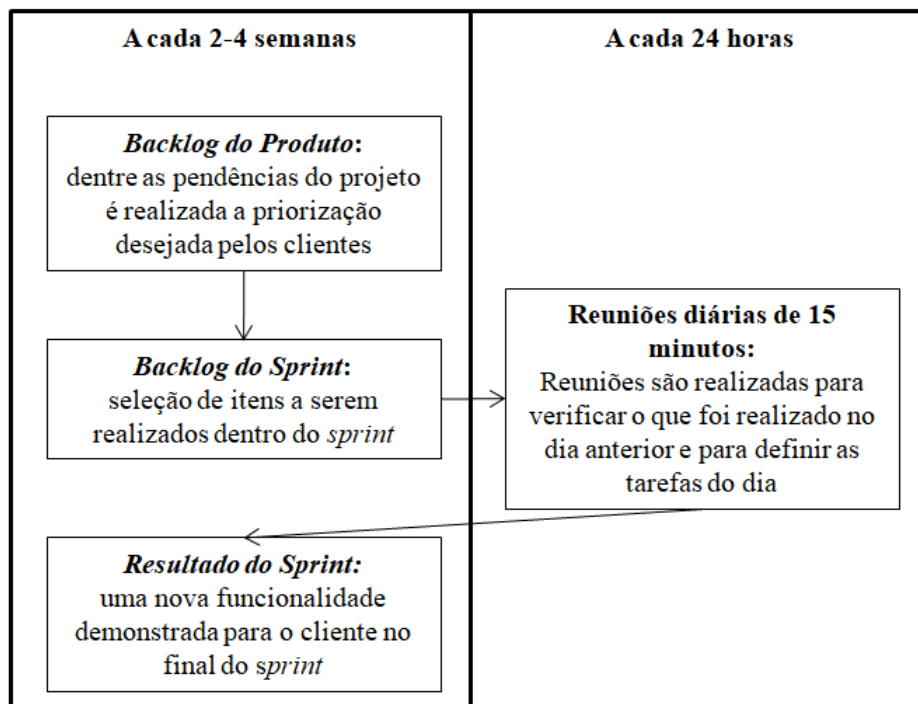 A cada 2-4 semanas
A cada 24 horas
Backlog do Produto:
dentre as pendências do projeto
é realizada a priorização
desejada pelos clientes
Backlog do Sprint:
seleção de itens a serem
realizados dentro do sprint
Reuniões diárias de 15
minutos:
Reuniões são realizadas para
verificar o que foi realizado no
dia anterior e para definir as
tarefas do dia
Resultado do Sprint:
uma nova funcionalidade
demonstrada para o cliente no
final do sprint